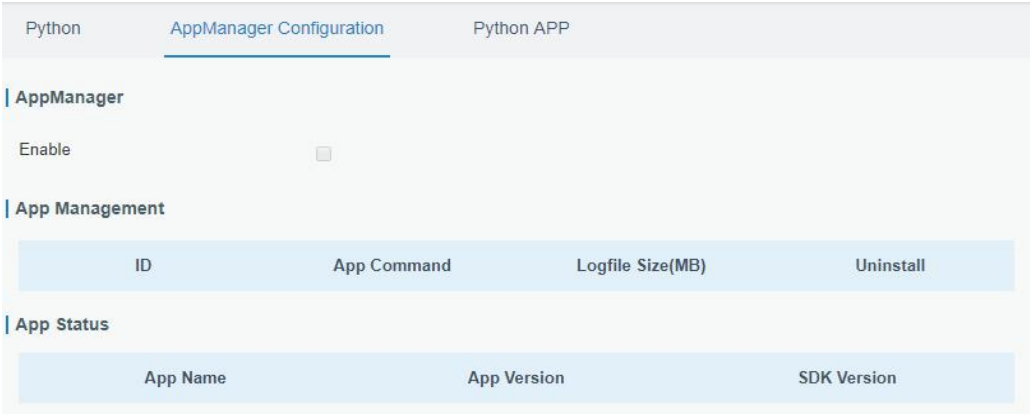 Python AppManager Configuration Python APP
AppManager
Enable
App Management
ID App Command Logfile Size(MB) Uninstall
App Status
App Name App Version SDK Version